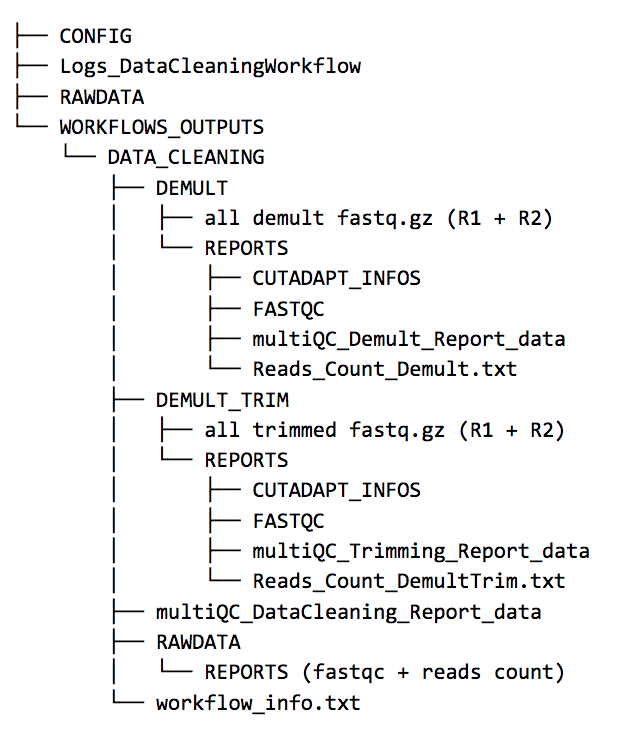 ├── CONFIG
├── Logs_DataCleaningWorkflow
├── RAWDATA
└── WORKFLOWS_OUTPUTS
    └── DATA_CLEANING
        ├── DEMULT
        │   ├── all demult fastq.gz (R1 + R2)
        │   └── REPORTS
        │       ├── CUTADAPT_INFOS
        │       ├── FASTQC
        │       ├── multiQC_Demult_Report_data
        │       └── Reads_Count_Demult.txt
        ├── DEMULT_TRIM
        │   ├── all trimmed fastq.gz (R1 + R2)
        │   └── REPORTS
        │       ├── CUTADAPT_INFOS
        │       ├── FASTQC
        │       ├── multiQC_Trimming_Report_data
        │       └── Reads_Count_DemultTrim.txt
        ├── multiQC_DataCleaning_Report_data
        ├── RAWDATA
        │   └── REPORTS (fastqc + reads count)
        └── workflow_info.txt